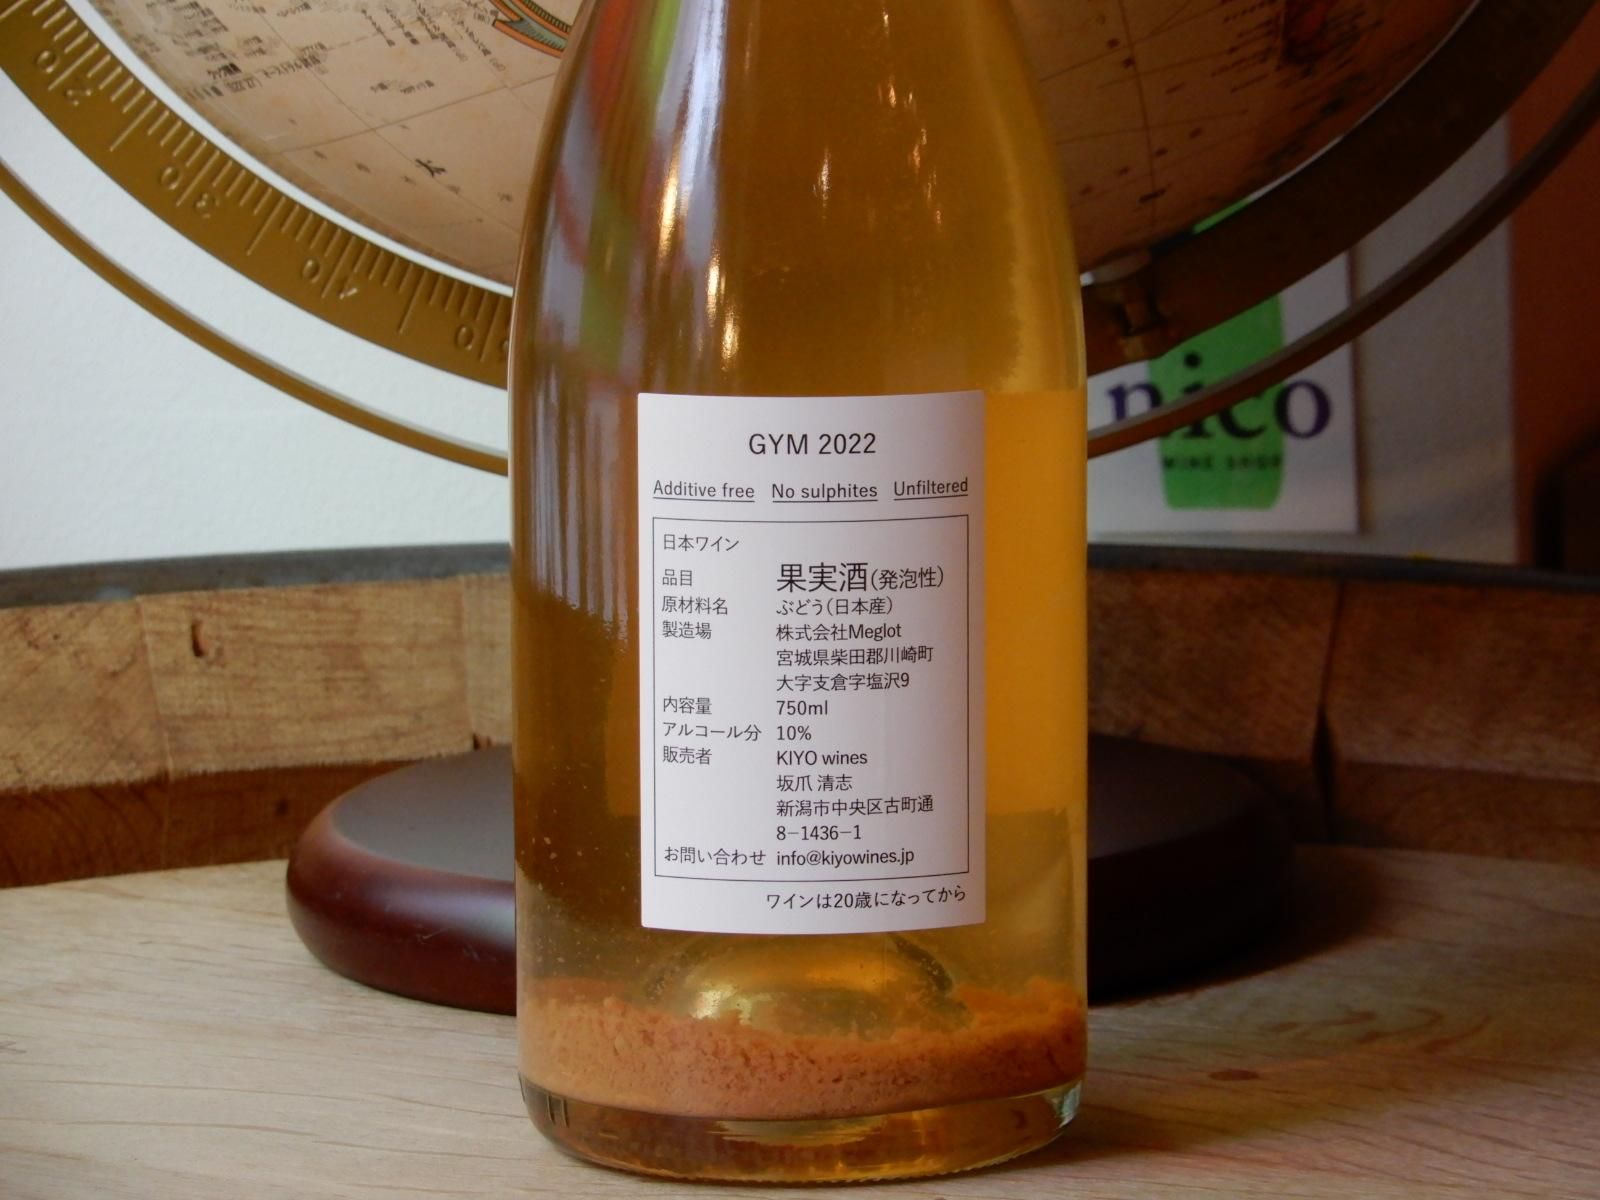 GYM 2022
Additive free No sulphites Unfiltered
日本ワイン
品目 果実酒(発泡性)
原材料名 ぶどう(日本産)
製造場 株式会社Meglot
宮城県柴田郡川崎町
大字支倉字塩沢9
内容量 750ml
アルコール分 10%
販売者 KIYO wines
坂爪 清志
新潟市中央区古町通
8-1436-1
お問い合わせ info@kiyowines.jp
ワインは20歳になってから
nico
WINE SHOP